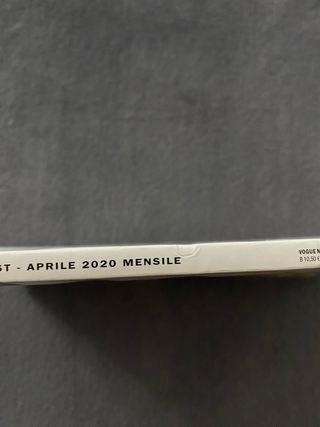 ST - APRILE 2020 MENSILE
VOGUE N
B 10,50 €